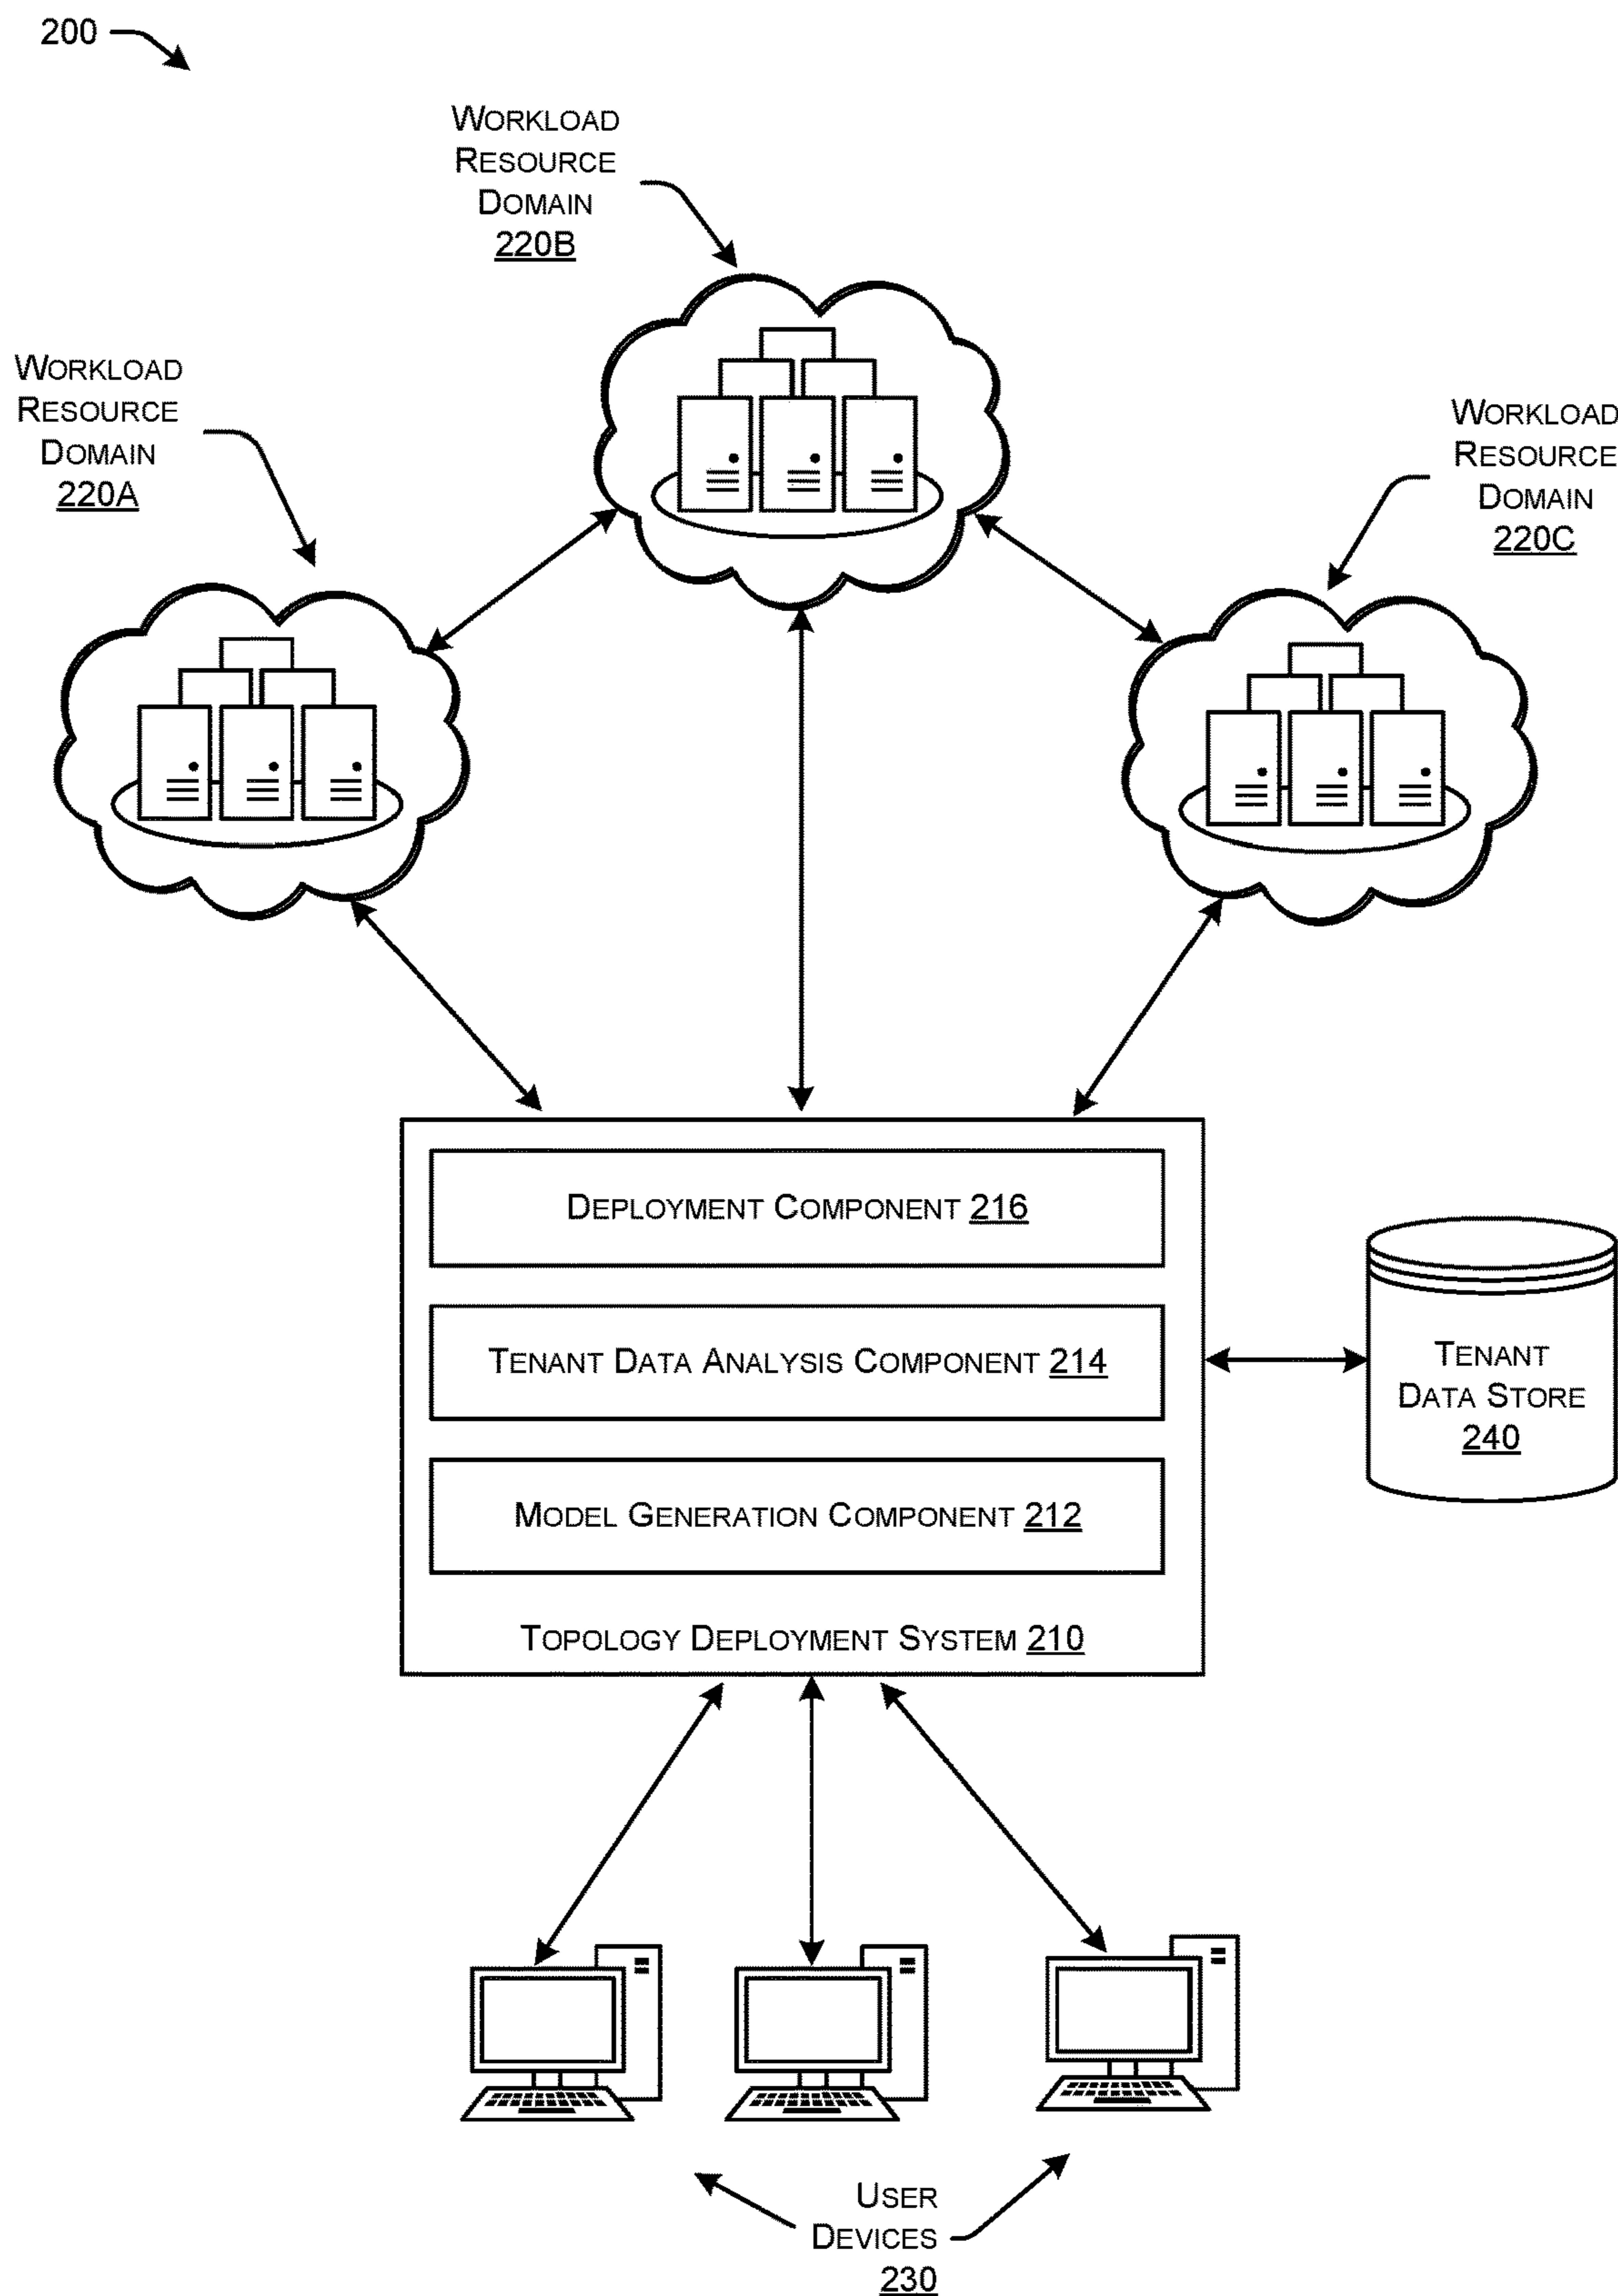 200
WORKLOAD
RESOURCE
DOMAIN
220B
WORKLOAD
RESOURCE
DOMAIN
220A
WORKLOAD
RESOURCE
DOMAIN
220C
DEPLOYMENT COMPONENT 216
TENANT DATA ANALYSIS COMPONENT 214
MODEL GENERATION COMPONENT 212
TOPOLOGY DEPLOYMENT SYSTEM 210
TENANT
DATA STORE
240
USER
DEVICES
230